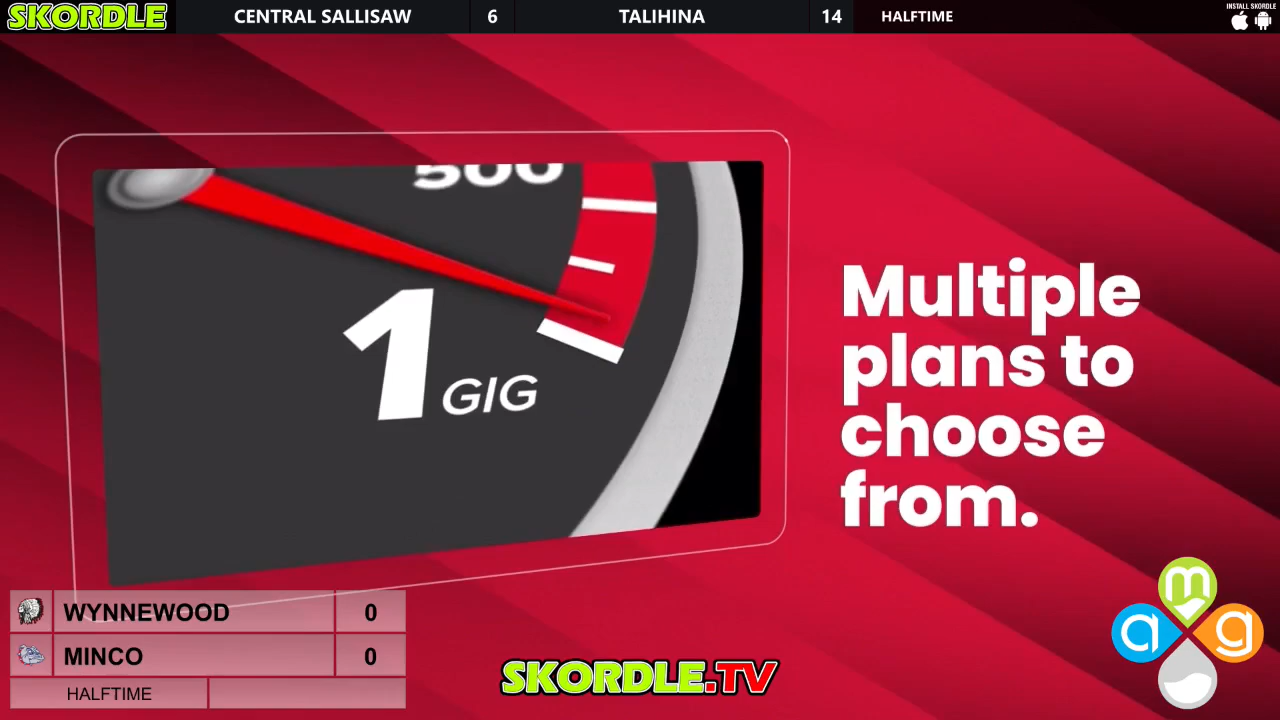 SKORDLE CENTRAL SALLISAW 6 TALIHINA 14 HALFTIME INSTALL SKORDLE
500
1 GIG
Multiple
plans to
choose
from.
WYNNEWOOD 0
MINCO 0
HALFTIME
SKORDLE.TV
m
a g